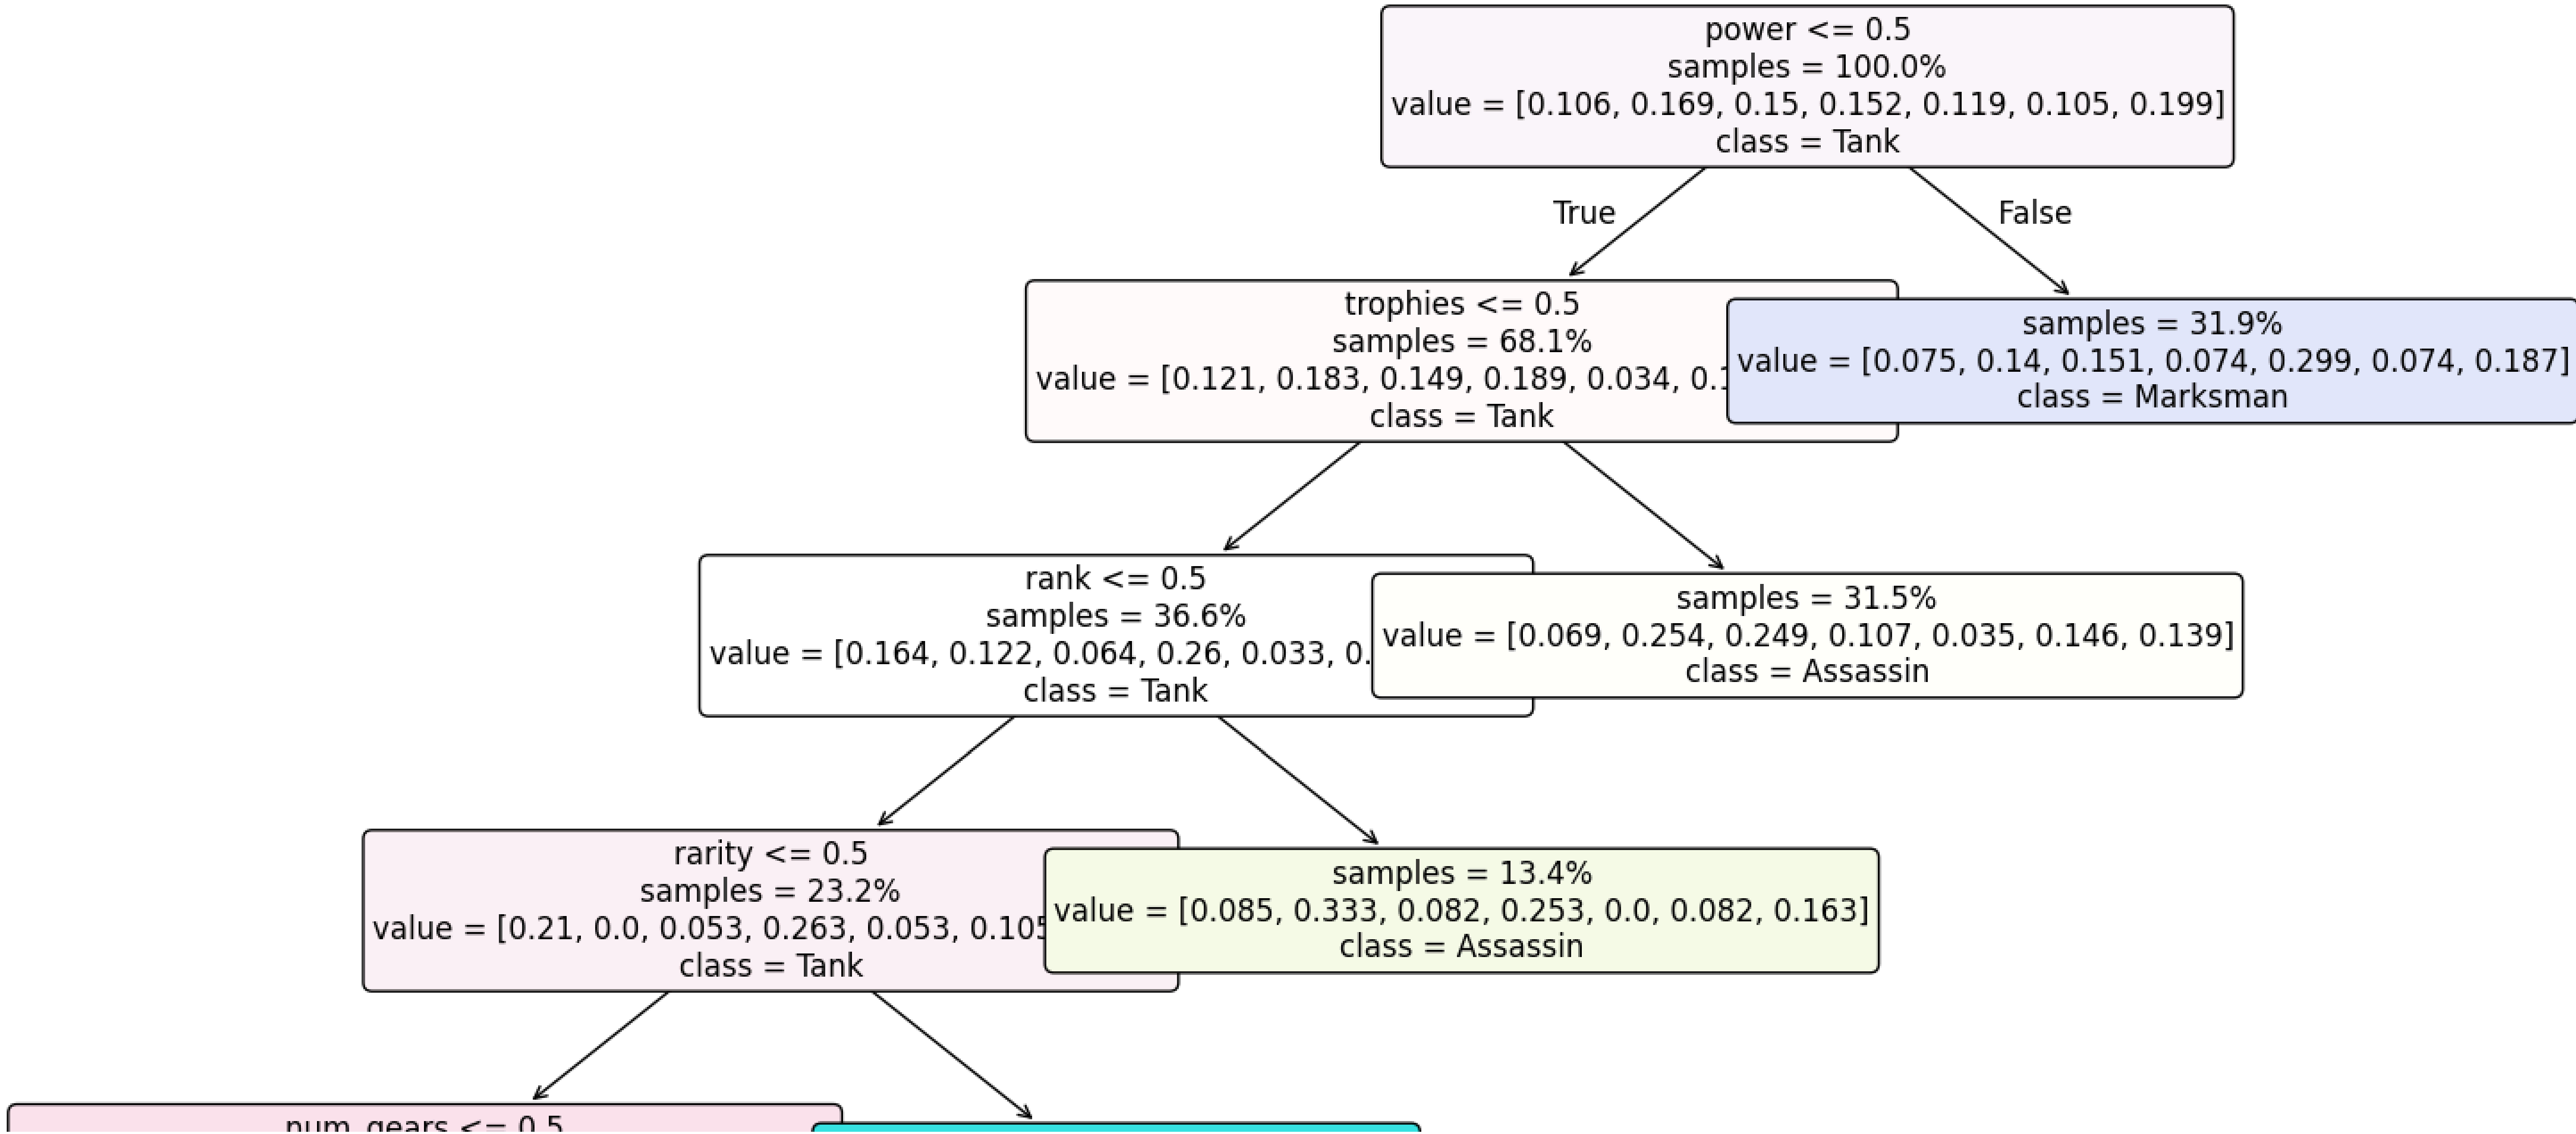 power <= 0.5
samples = 100.0%
value = [0.106, 0.169, 0.15, 0.152, 0.119, 0.105, 0.199]
class = Tank
True
False
trophies <= 0.5
samples = 68.1%
value = [0.121, 0.183, 0.149, 0.189, 0.034,
class = Tank
samples = 31.9%
value = [0.075, 0.14, 0.151, 0.074, 0.299, 0.074, 0.187]
class = Marksman
rank <= 0.5
samples = 36.6%
value = [0.164, 0.122, 0.064, 0.26, 0.033, 0.
class = Tank
samples = 31.5%
value = [0.069, 0.254, 0.249, 0.107, 0.035, 0.146, 0.139]
class = Assassin
rarity <= 0.5
samples = 23.2%
value = [0.21, 0.0, 0.053, 0.263, 0.053, 0.105
class = Tank
samples = 13.4%
value = [0.085, 0.333, 0.082, 0.253, 0.0, 0.082, 0.163]
class = Assassin
num_gears <= 0.5